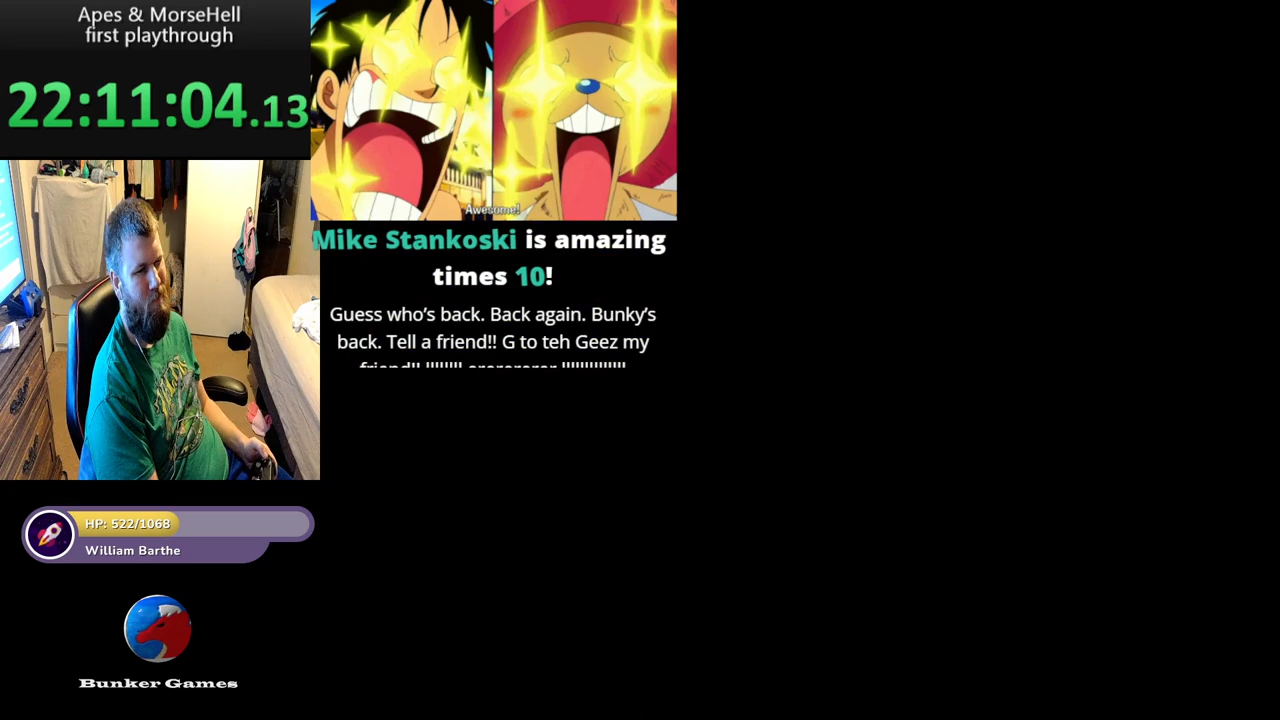 Apes & MorseHell
first playthrough
22:11:04.13
Awesome!
Mike Stankoski is amazing
times 10!
Guess who's back. Back again. Bunky's
back. Tell a friend!! G to teh Geez my
HP: 522/1068
William Barthe
Bunker Games